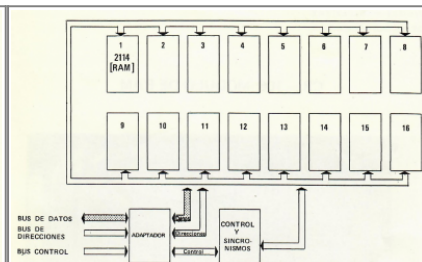 1 2 3 4 5 6 7 8
2114
[RAM]
9 10 11 12 13 14 15 16
BUS DE DATOS
BUS DE
DIRECCIONES
BUS CONTROL
ADAPTADOR
Datos
Direcciones
Control
CONTROL
Y
SINCRO-
NISMOS